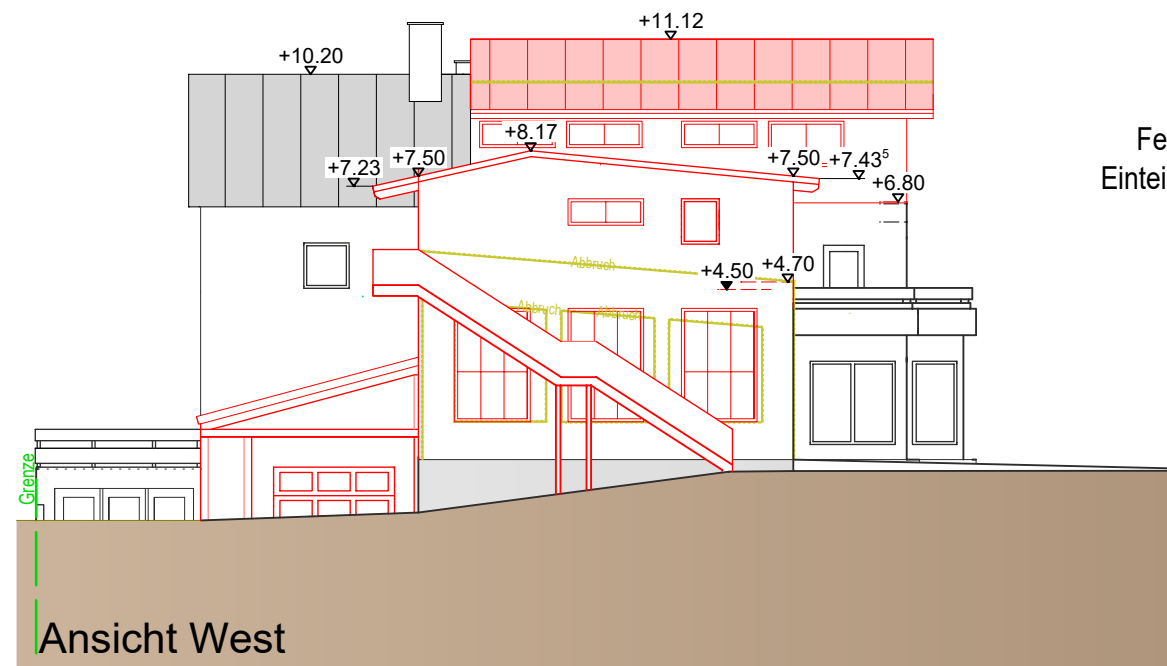 +11.12
+10.20
Fe
+8.17
+7.23
+7.50
+7.50
+7.43⁵
Eintei
+6.80
Abbruch
+4.50
+4.70
Abbruch
Abbruch
Grenze
Ansicht West